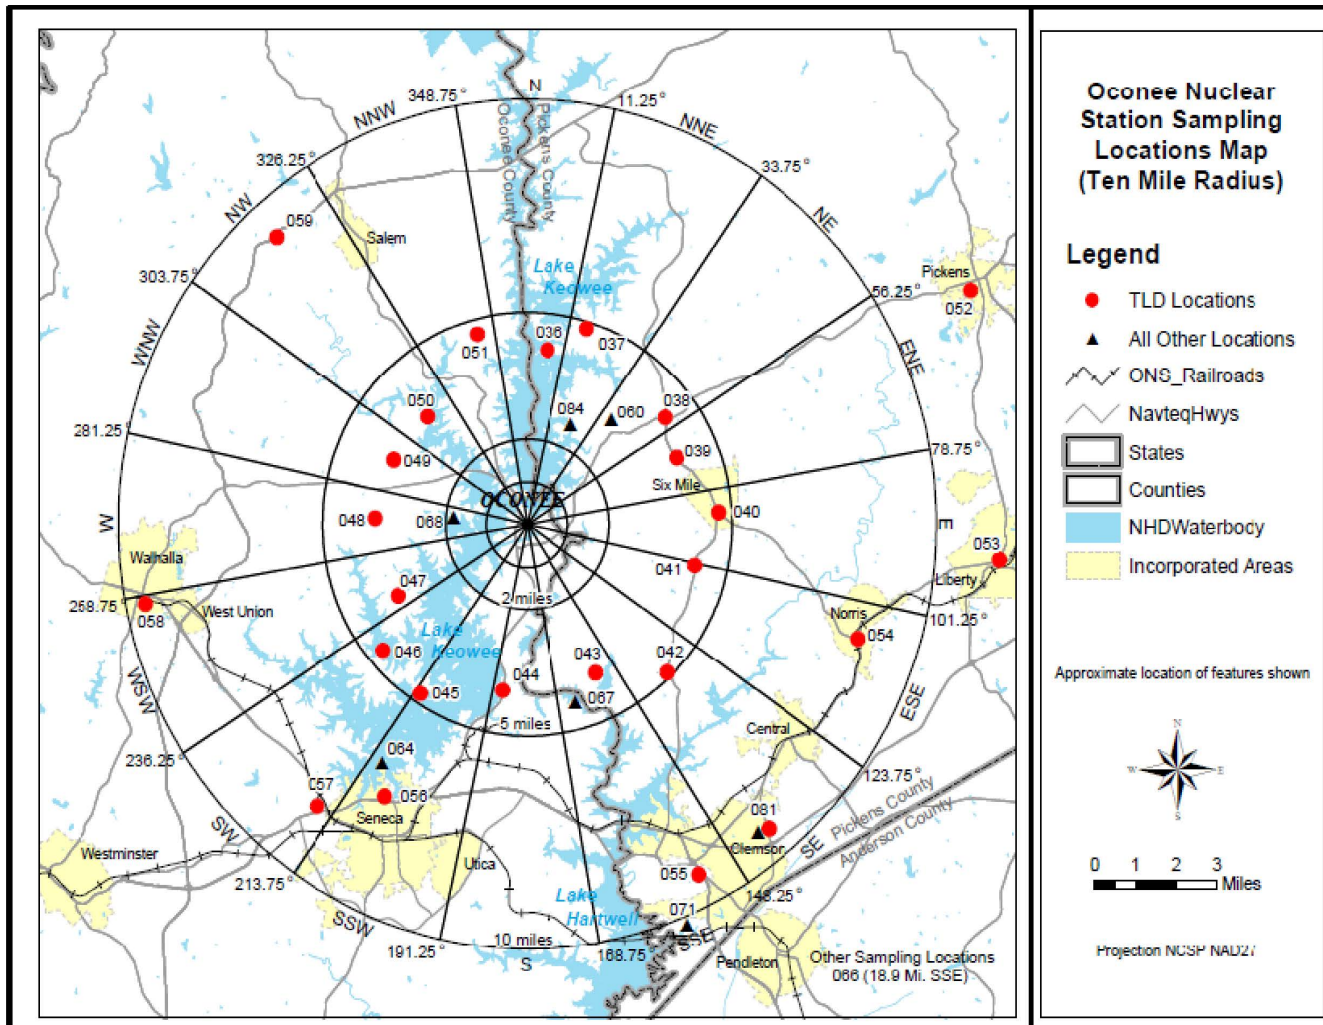 N
348.75°
11.25°
NNW
NNE
Oconee County
Pickens County
326.25°
33.75°
NW
NE
059
Salem
303.75°
Lake
Keowee
Pickens
052
56.25°
WNW
ENE
051
036
037
050
084
060
038
281.25°
78.75°
049
039
Six Mile
OCONEE
W
048
068
040
E
Walhalla
053
041
Liberty
047
2 miles
258.75°
058
West Union
Norris
101.25°
Lake
Keowee
054
046
043
042
WSW
044
045
067
ESE
5 miles
Central
236.25°
064
123.75°
057
056
081
Pickens County
Anderson County
Seneca
SW
Clemson
SE
Westminster
Utica
055
213.75°
148.25°
Lake
Hartwell
071
SSW
SSE
191.25°
10 miles
168.75
S
Pendleton
Other Sampling Locations
066 (18.9 Mi. SSE)
Oconee Nuclear
Station Sampling
Locations Map
(Ten Mile Radius)
Legend
TLD Locations
All Other Locations
ONS_Railroads
NavteqHwys
States
Counties
NHDWaterbody
Incorporated Areas
Approximate location of features shown
N
W
E
S
0 1 2 3
Miles
Projection NCSP NAD27